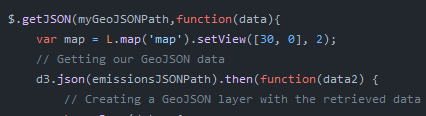 $.getJSON(myGeoJSONPath,function(data){
var map = L.map('map').setView([30, 0], 2);
// Getting our GeoJSON data
d3.json(emissionsJSONPath).then(function(data2) {
// Creating a GeoJSON layer with the retrieved data